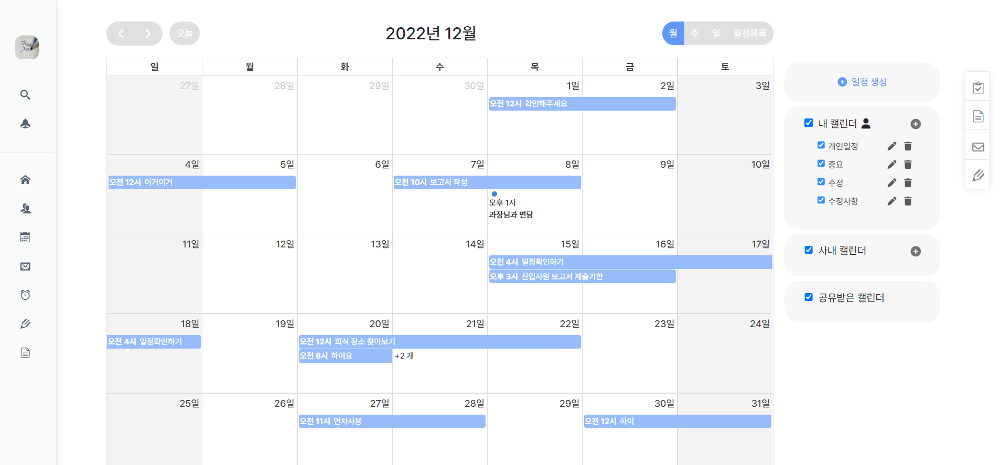 thank you
오늘
2022년 12월
월 주 일 일정목록
일 월 화 수 목 금 토
27일 28일 29일 30일 1일 2일 3일
오전 12시 확인해주세요
4일 5일 6일 7일 8일 9일 10일
오전 12시 이거이거
오전 10시 보고서 작성
오후 1시
과장님과 면담
11일 12일 13일 14일 15일 16일 17일
오전 4시 일정확인하기
오후 3시 신입사원 보고서 제출기한
18일 19일 20일 21일 22일 23일 24일
오전 4시 일정확인하기
오전 12시 회식 장소 찾아보기
오전 8시 하이요
+2 개
25일 26일 27일 28일 29일 30일 31일
오전 11시 연차사용
오전 12시 하이
일정 생성
내 캘린더
개인일정
중요
수정
수정사항
사내 캘린더
공유받은 캘린더